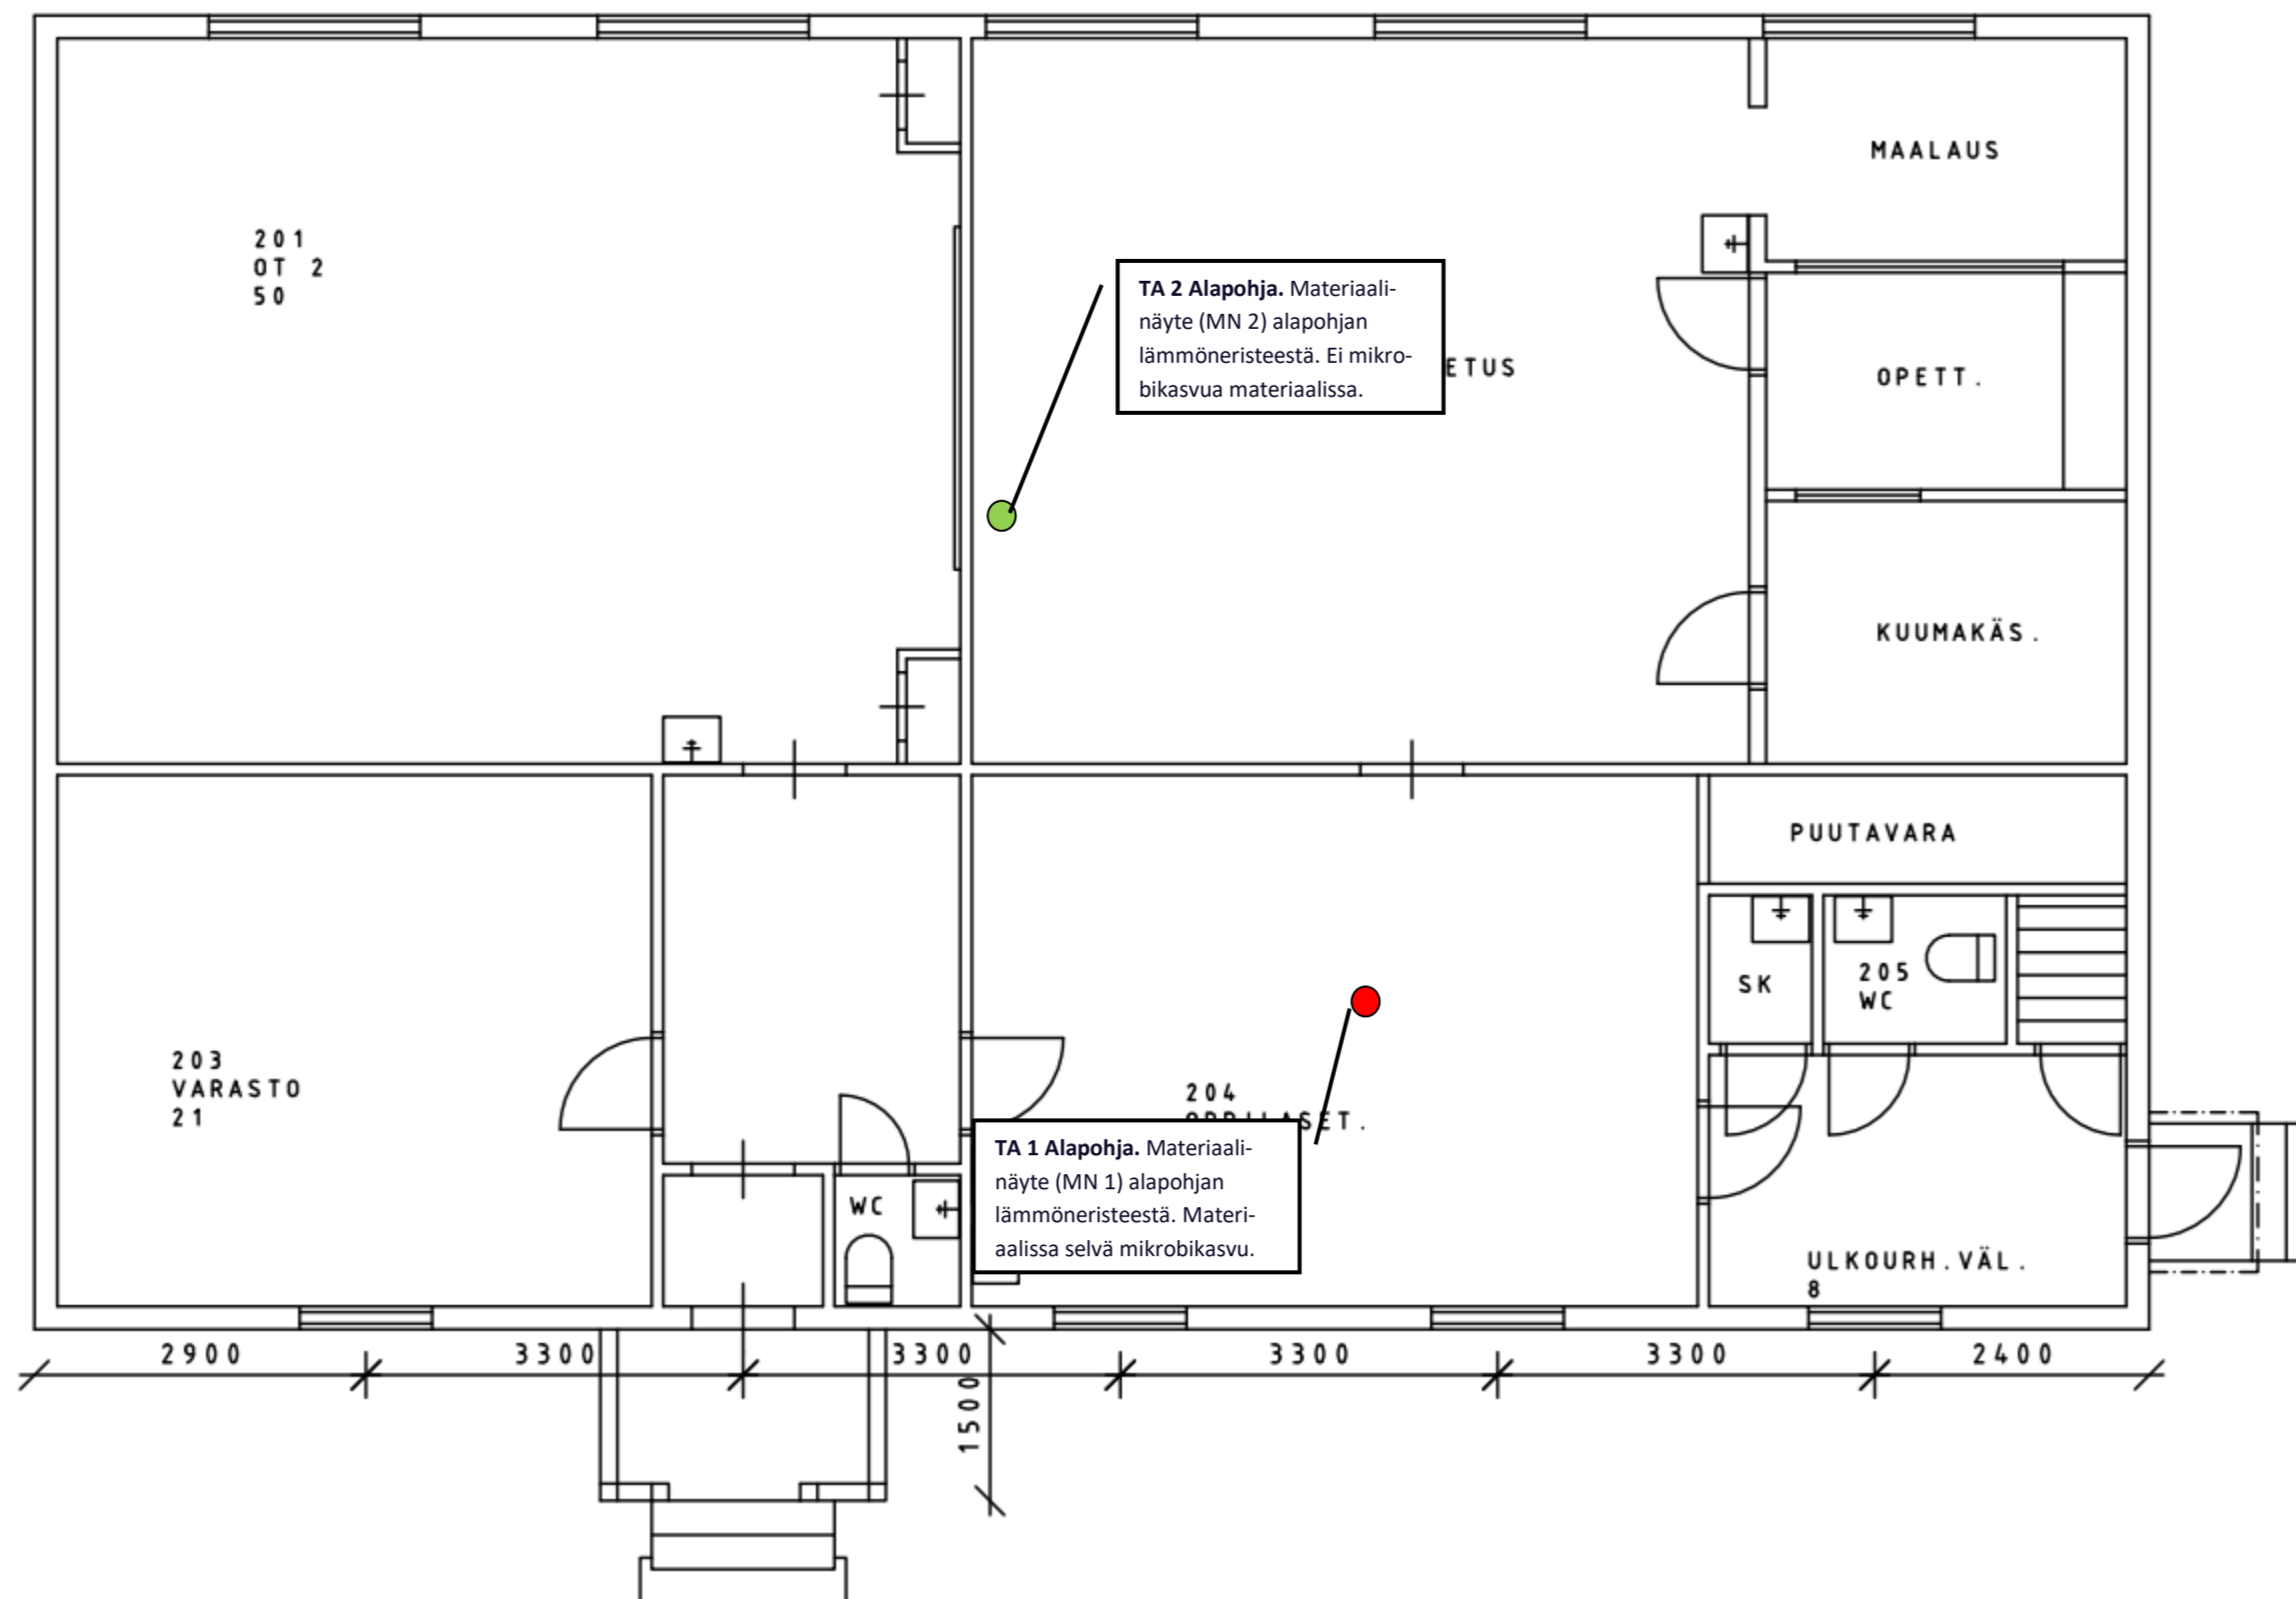 MAALAUS
201
OT 2
50
TA 2 Alapohja. Materiaali-
näyte (MN 2) alapohjan
lämmöneristeestä. Ei mikro-
bikasvua materiaalissa.
ETUS
OPETT.
KUUMAKÄS.
PUUTAVARA
SK
205
WC
203
VARASTO
21
204
TA 1 Alapohja. Materiaali-
näyte (MN 1) alapohjan
lämmöneristeestä. Materi-
aalissa selvä mikrobikasvu.
WC
ULKOURH.VÄL.
8
2900 3300 3300 3300 3300 2400
1500